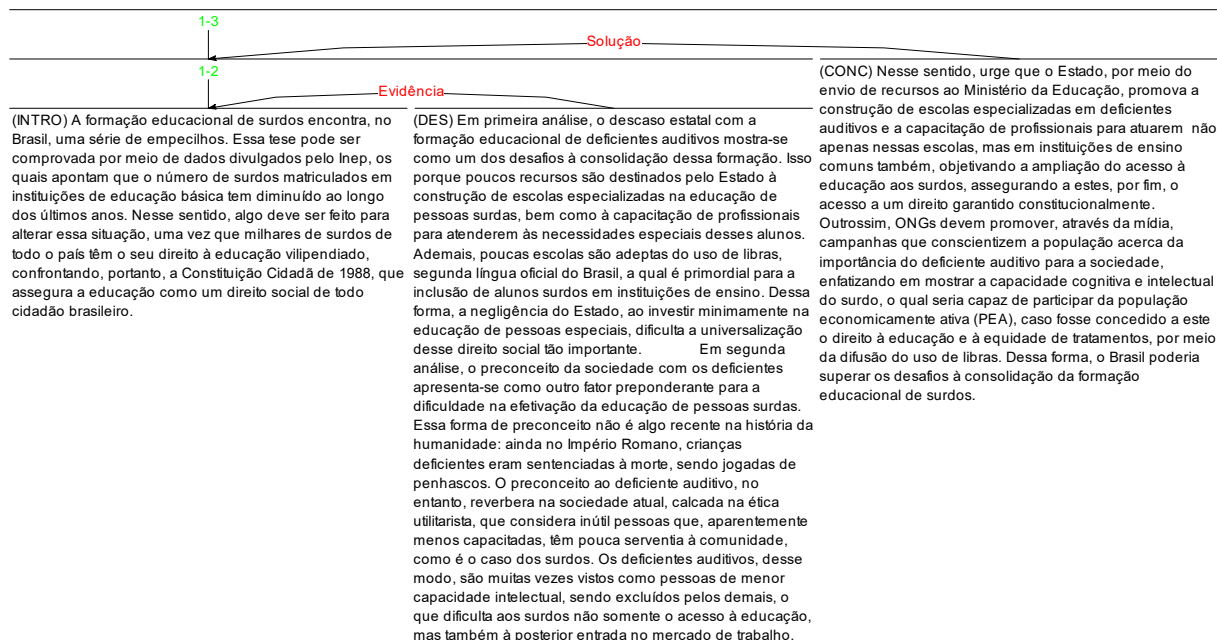 1-3
Solução
1-2
Evidência
(INTRO) A formação educacional de surdos encontra, no
Brasil, uma série de empecilhos. Essa tese pode ser
comprovada por meio de dados divulgados pelo Inep, os
quais apontam que o número de surdos matriculados em
instituições de educação básica tem diminuído ao longo
dos últimos anos. Nesse sentido, algo deve ser feito para
alterar essa situação, uma vez que milhares de surdos de
todo o país têm o seu direito à educação vilipendiado,
confrontando, portanto, a Constituição Cidadã de 1988, que
assegura a educação como um direito social de todo
cidadão brasileiro.
(DES) Em primeira análise, o descaso estatal com a
formação educacional de deficientes auditivos mostra-se
como um dos desafios à consolidação dessa formação. Isso
porque poucos recursos são destinados pelo Estado à
construção de escolas especializadas na educação de
pessoas surdas, bem como à capacitação de profissionais
para atenderem às necessidades especiais desses alunos.
Ademais, poucas escolas são adeptas do uso de libras,
segunda língua oficial do Brasil, a qual é primordial para a
inclusão de alunos surdos em instituições de ensino. Dessa
forma, a negligência do Estado, ao investir minimamente na
educação de pessoas especiais, dificulta a universalização
desse direito social tão importante. Em segunda
análise, o preconceito da sociedade com os deficientes
apresenta-se como outro fator preponderante para a
dificuldade na efetivação da educação de pessoas surdas.
Essa forma de preconceito não é algo recente na história da
humanidade: ainda no Império Romano, crianças
deficientes eram sentenciadas à morte, sendo jogadas de
penhascos. O preconceito ao deficiente auditivo, no
entanto, reverbera na sociedade atual, calcada na ética
utilitarista, que considera inútil pessoas que, aparentemente
menos capacitadas, têm pouca serventia à comunidade,
como é o caso dos surdos. Os deficientes auditivos, desse
modo, são muitas vezes vistos como pessoas de menor
capacidade intelectual, sendo excluídos pelos demais, o
que dificulta aos surdos não somente o acesso à educação,
mas também à posterior entrada no mercado de trabalho.
(CONC) Nesse sentido, urge que o Estado, por meio do
envio de recursos ao Ministério da Educação, promova a
construção de escolas especializadas em deficientes
auditivos e a capacitação de profissionais para atuarem não
apenas nessas escolas, mas em instituições de ensino
comuns também, objetivando a ampliação do acesso à
educação aos surdos, assegurando a estes, por fim, o
acesso a um direito garantido constitucionalmente.
Outrossim, ONGs devem promover, através da mídia,
campanhas que conscientizem a população acerca da
importância do deficiente auditivo para a sociedade,
enfatizando em mostrar a capacidade cognitiva e intelectual
do surdo, o qual seria capaz de participar da população
economicamente ativa (PEA), caso fosse concedido a este
o direito à educação e à equidade de tratamentos, por meio
da difusão do uso de libras. Dessa forma, o Brasil poderia
superar os desafios à consolidação da formação
educacional de surdos.